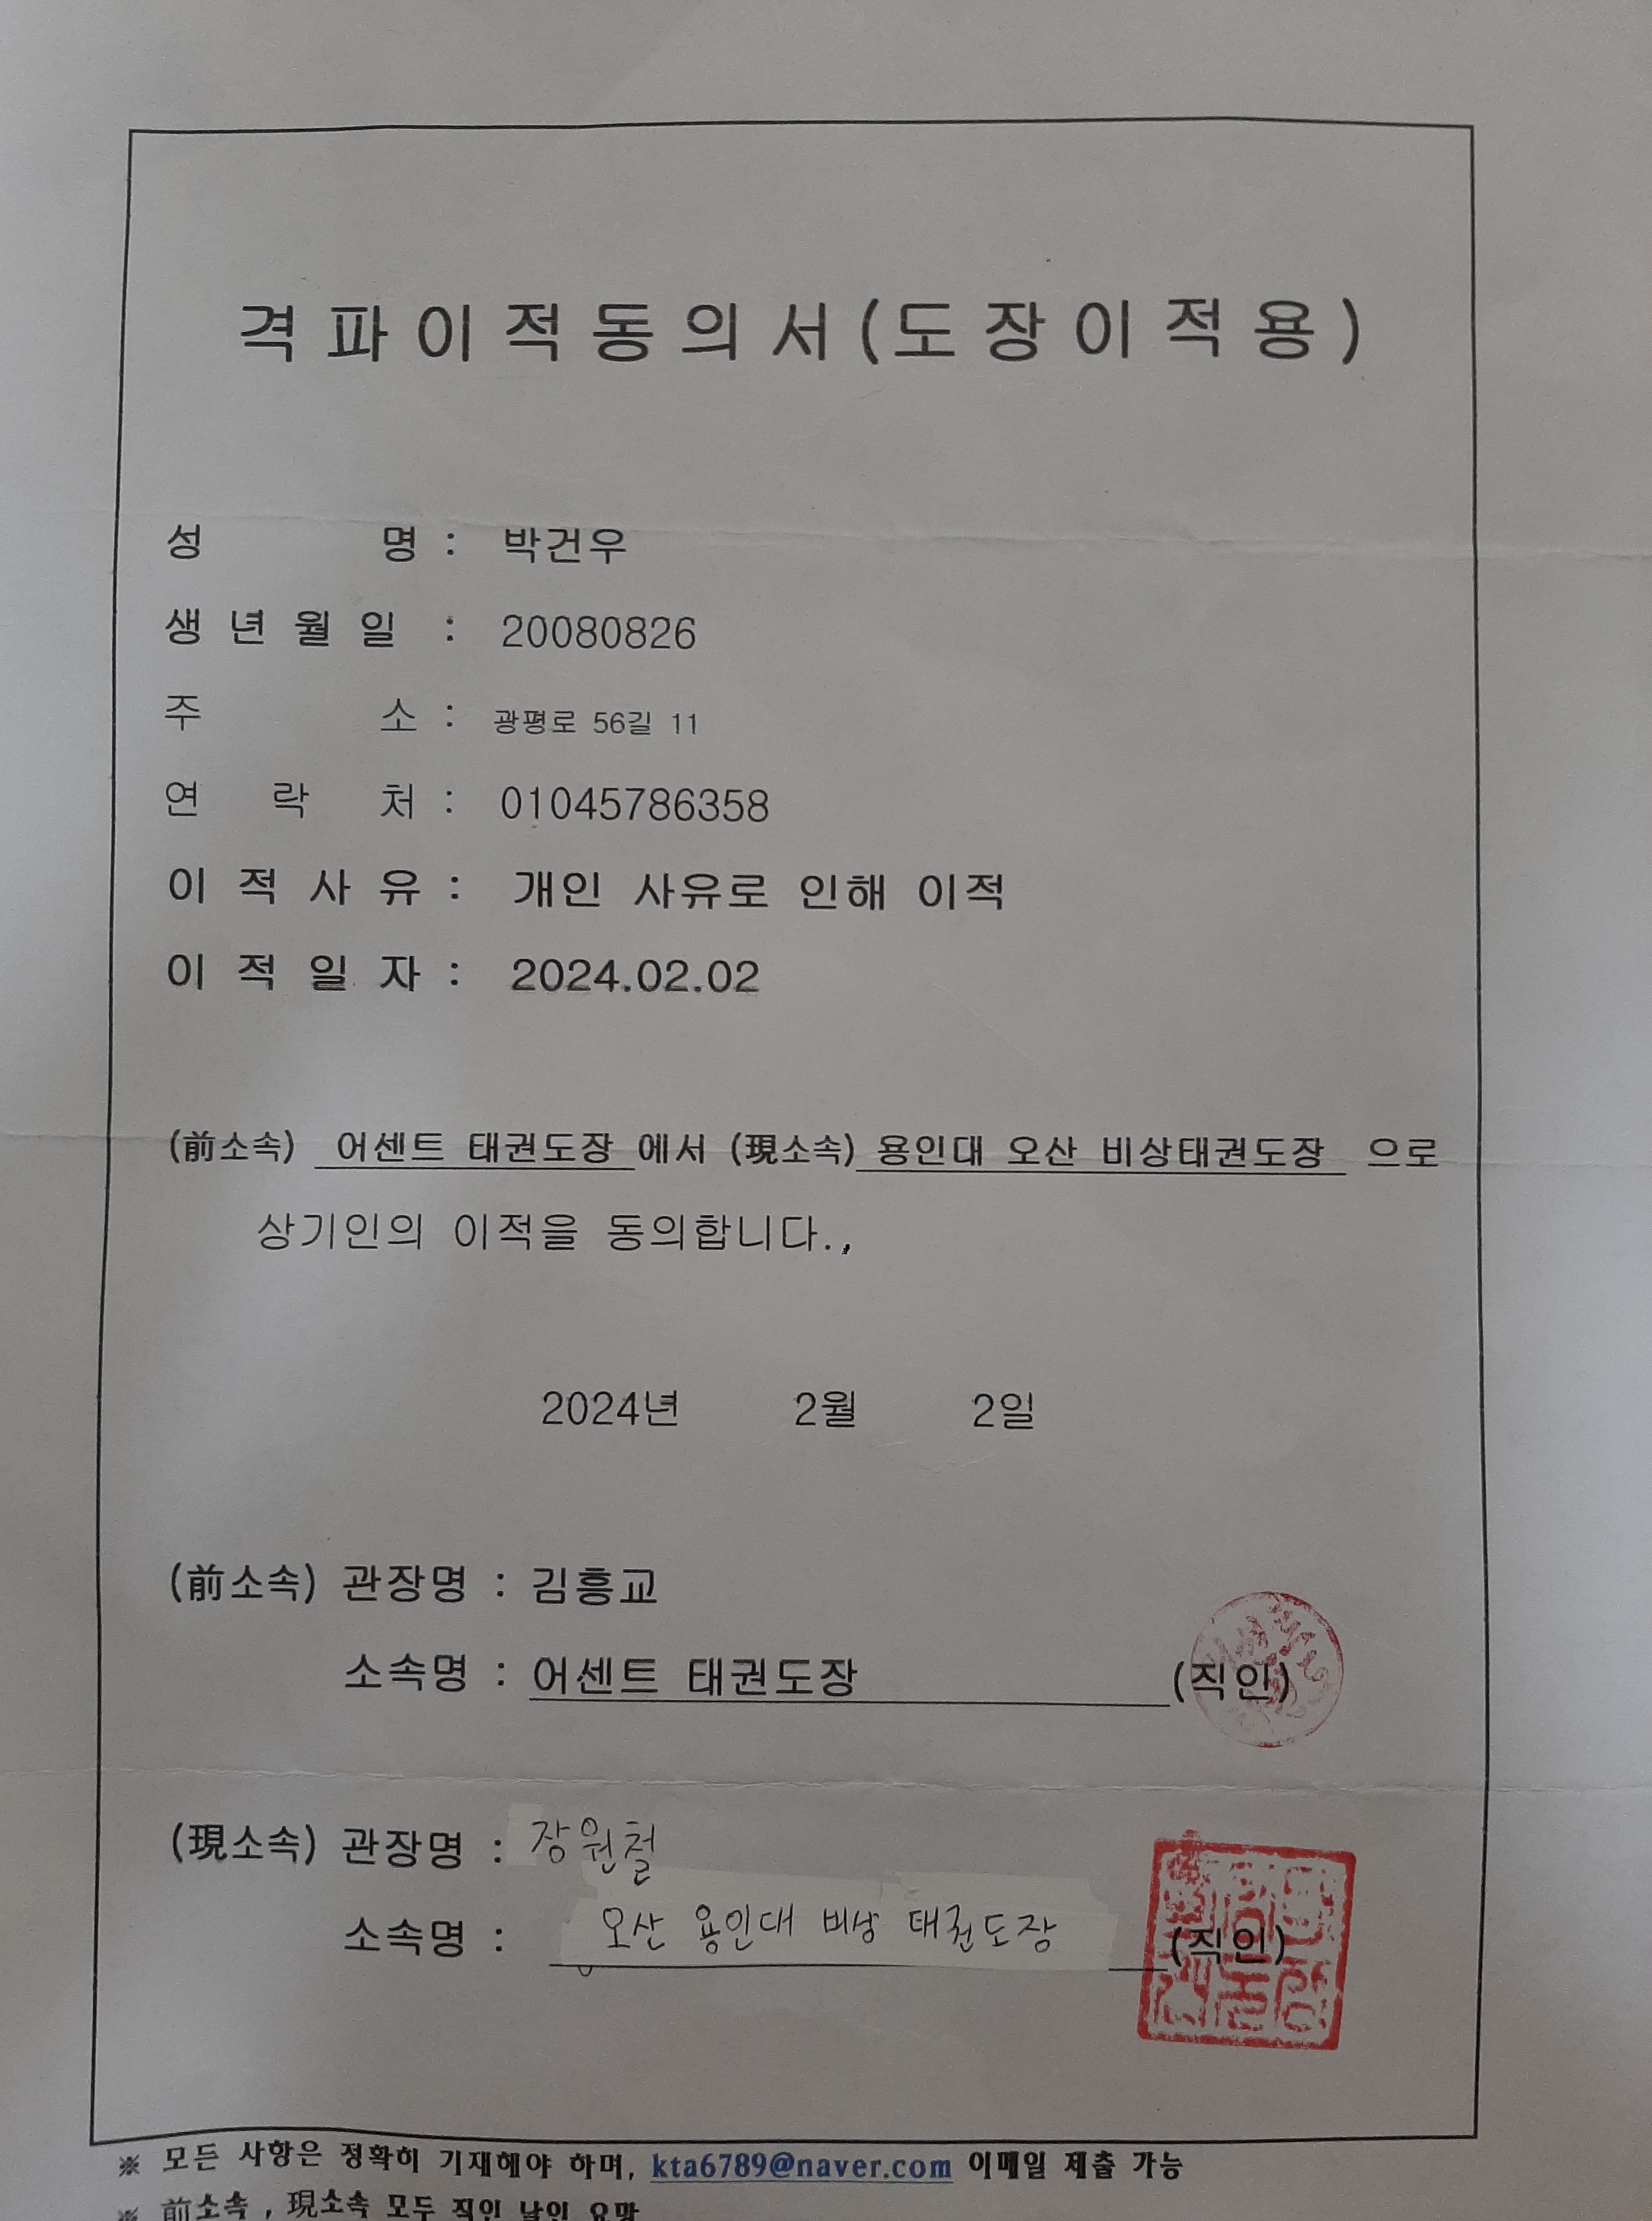 격파이적동의서(도장이적용)
성 명 : 박건우
생년월일 : 20080826
주 소 : 광평로 56길 11
연 락 처 : 01045786358
이적사유 : 개인 사유로 인해 이적
이적일자 : 2024.02.02
(前소속) 어센트 태권도장 에서 (現소속) 용인대 오산 비상태권도장 으로
상기인의 이적을 동의합니다.,
2024년 2월 2일
(前소속) 관장명 : 김흥교
소속명 : 어센트 태권도장 (직인)
(現소속) 관장명 : 장원철
소속명 : 오산 용인대 비상 태권도장 (직인)
※ 모든 사항은 정확히 기재해야 하며, kta6789@naver.com 이메일 제출 가능
※ 前소속 , 現소속 모두 직인 날인 요망